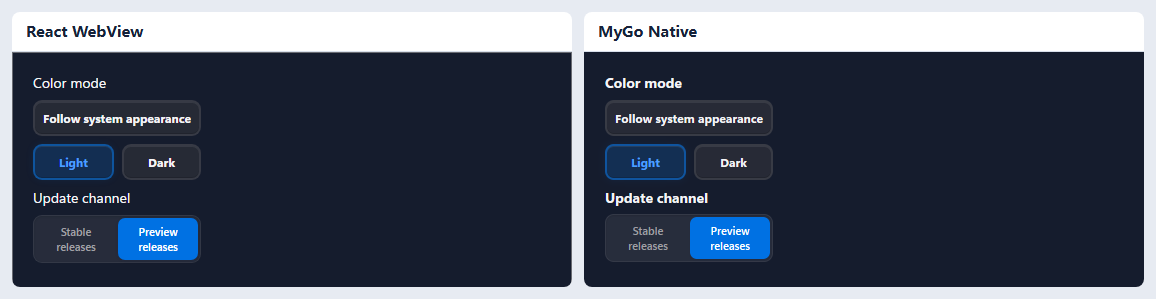 React WebView
Color mode
Follow system appearance
Light
Dark
Update channel
Stable
releases
Preview
releases
MyGo Native
Color mode
Follow system appearance
Light
Dark
Update channel
Stable
releases
Preview
releases